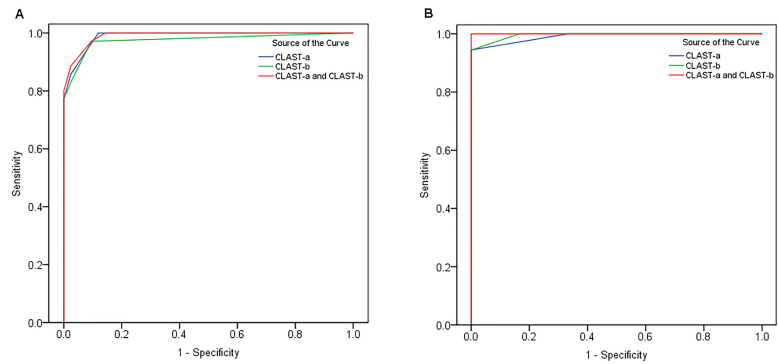 A
Sensitivity
1.0
0.8
0.6
0.4
0.2
0.0
0.0 0.2 0.4 0.6 0.8 1.0
1 - Specificity
Source of the Curve
CLAST-a
CLAST-b
CLAST-a and CLAST-b
B
Sensitivity
1.0
0.8
0.6
0.4
0.2
0.0
0.0 0.2 0.4 0.6 0.8 1.0
1 - Specificity
Source of the Curve
CLAST-a
CLAST-b
CLAST-a and CLAST-b